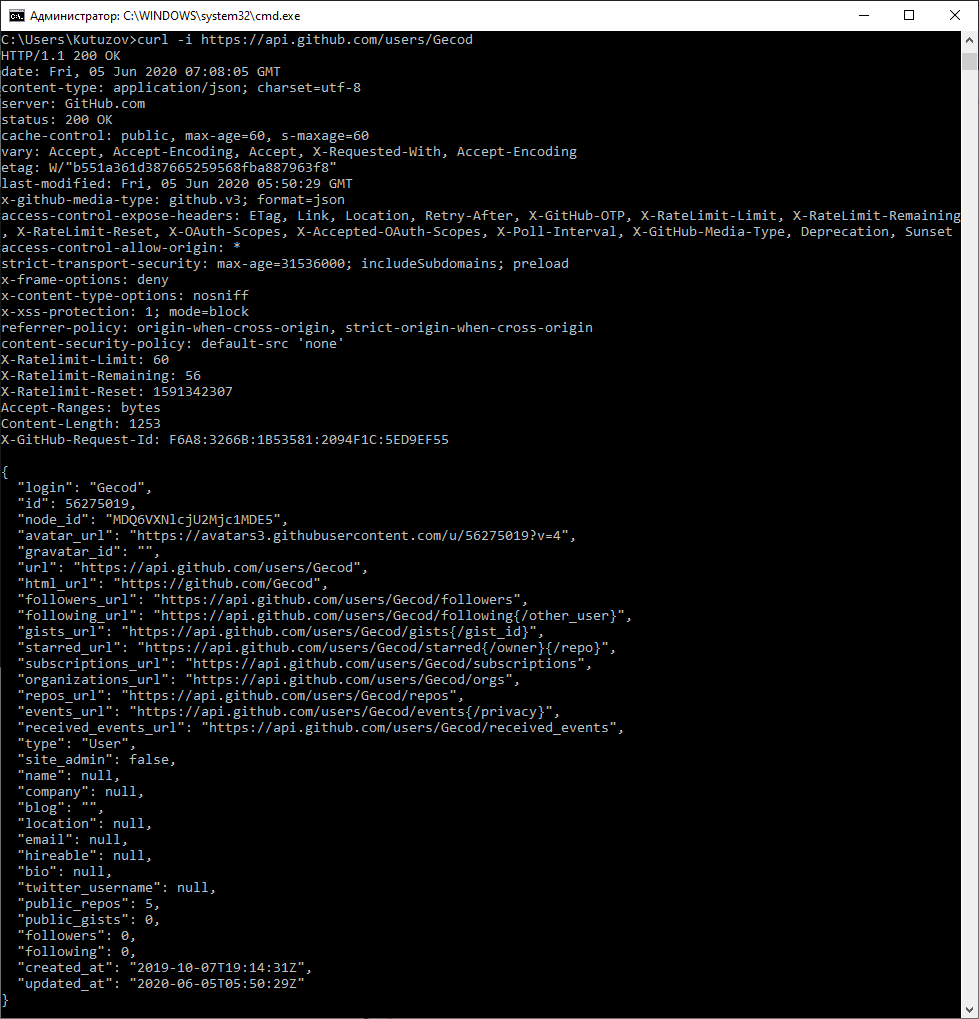 Администратор: C:\WINDOWS\system32\cmd.exe
C:\Users\Kutuzov>curl -i https://api.github.com/users/Gecod
HTTP/1.1 200 OK
date: Fri, 05 Jun 2020 07:08:05 GMT
content-type: application/json; charset=utf-8
server: GitHub.com
status: 200 OK
cache-control: public, max-age=60, s-maxage=60
vary: Accept, Accept-Encoding, Accept, X-Requested-With, Accept-Encoding
etag: W/"b551a361d387665259568fba887963f8"
last-modified: Fri, 05 Jun 2020 05:50:29 GMT
x-github-media-type: github.v3; format=json
access-control-expose-headers: ETag, Link, Location, Retry-After, X-GitHub-OTP, X-RateLimit-Limit, X-RateLimit-Remaining
, X-RateLimit-Reset, X-OAuth-Scopes, X-Accepted-OAuth-Scopes, X-Poll-Interval, X-GitHub-Media-Type, Deprecation, Sunset
access-control-allow-origin: *
strict-transport-security: max-age=31536000; includeSubdomains; preload
x-frame-options: deny
x-content-type-options: nosniff
x-xss-protection: 1; mode=block
referrer-policy: origin-when-cross-origin, strict-origin-when-cross-origin
content-security-policy: default-src 'none'
X-Ratelimit-Limit: 60
X-Ratelimit-Remaining: 56
X-Ratelimit-Reset: 1591342307
Accept-Ranges: bytes
Content-Length: 1253
X-GitHub-Request-Id: F6A8:3266B:1B53581:2094F1C:5ED9EF55
{
  "login": "Gecod",
  "id": 56275019,
  "node_id": "MDQ6VXNlcjU2Mjc1MDE5",
  "avatar_url": "https://avatars3.githubusercontent.com/u/56275019?v=4",
  "gravatar_id": "",
  "url": "https://api.github.com/users/Gecod",
  "html_url": "https://github.com/Gecod",
  "followers_url": "https://api.github.com/users/Gecod/followers",
  "following_url": "https://api.github.com/users/Gecod/following{/other_user}",
  "gists_url": "https://api.github.com/users/Gecod/gists{/gist_id}",
  "starred_url": "https://api.github.com/users/Gecod/starred{/owner}{/repo}",
  "subscriptions_url": "https://api.github.com/users/Gecod/subscriptions",
  "organizations_url": "https://api.github.com/users/Gecod/orgs",
  "repos_url": "https://api.github.com/users/Gecod/repos",
  "events_url": "https://api.github.com/users/Gecod/events{/privacy}",
  "received_events_url": "https://api.github.com/users/Gecod/received_events",
  "type": "User",
  "site_admin": false,
  "name": null,
  "company": null,
  "blog": "",
  "location": null,
  "email": null,
  "hireable": null,
  "bio": null,
  "twitter_username": null,
  "public_repos": 5,
  "public_gists": 0,
  "followers": 0,
  "following": 0,
  "created_at": "2019-10-07T19:14:31Z",
  "updated_at": "2020-06-05T05:50:29Z"
}